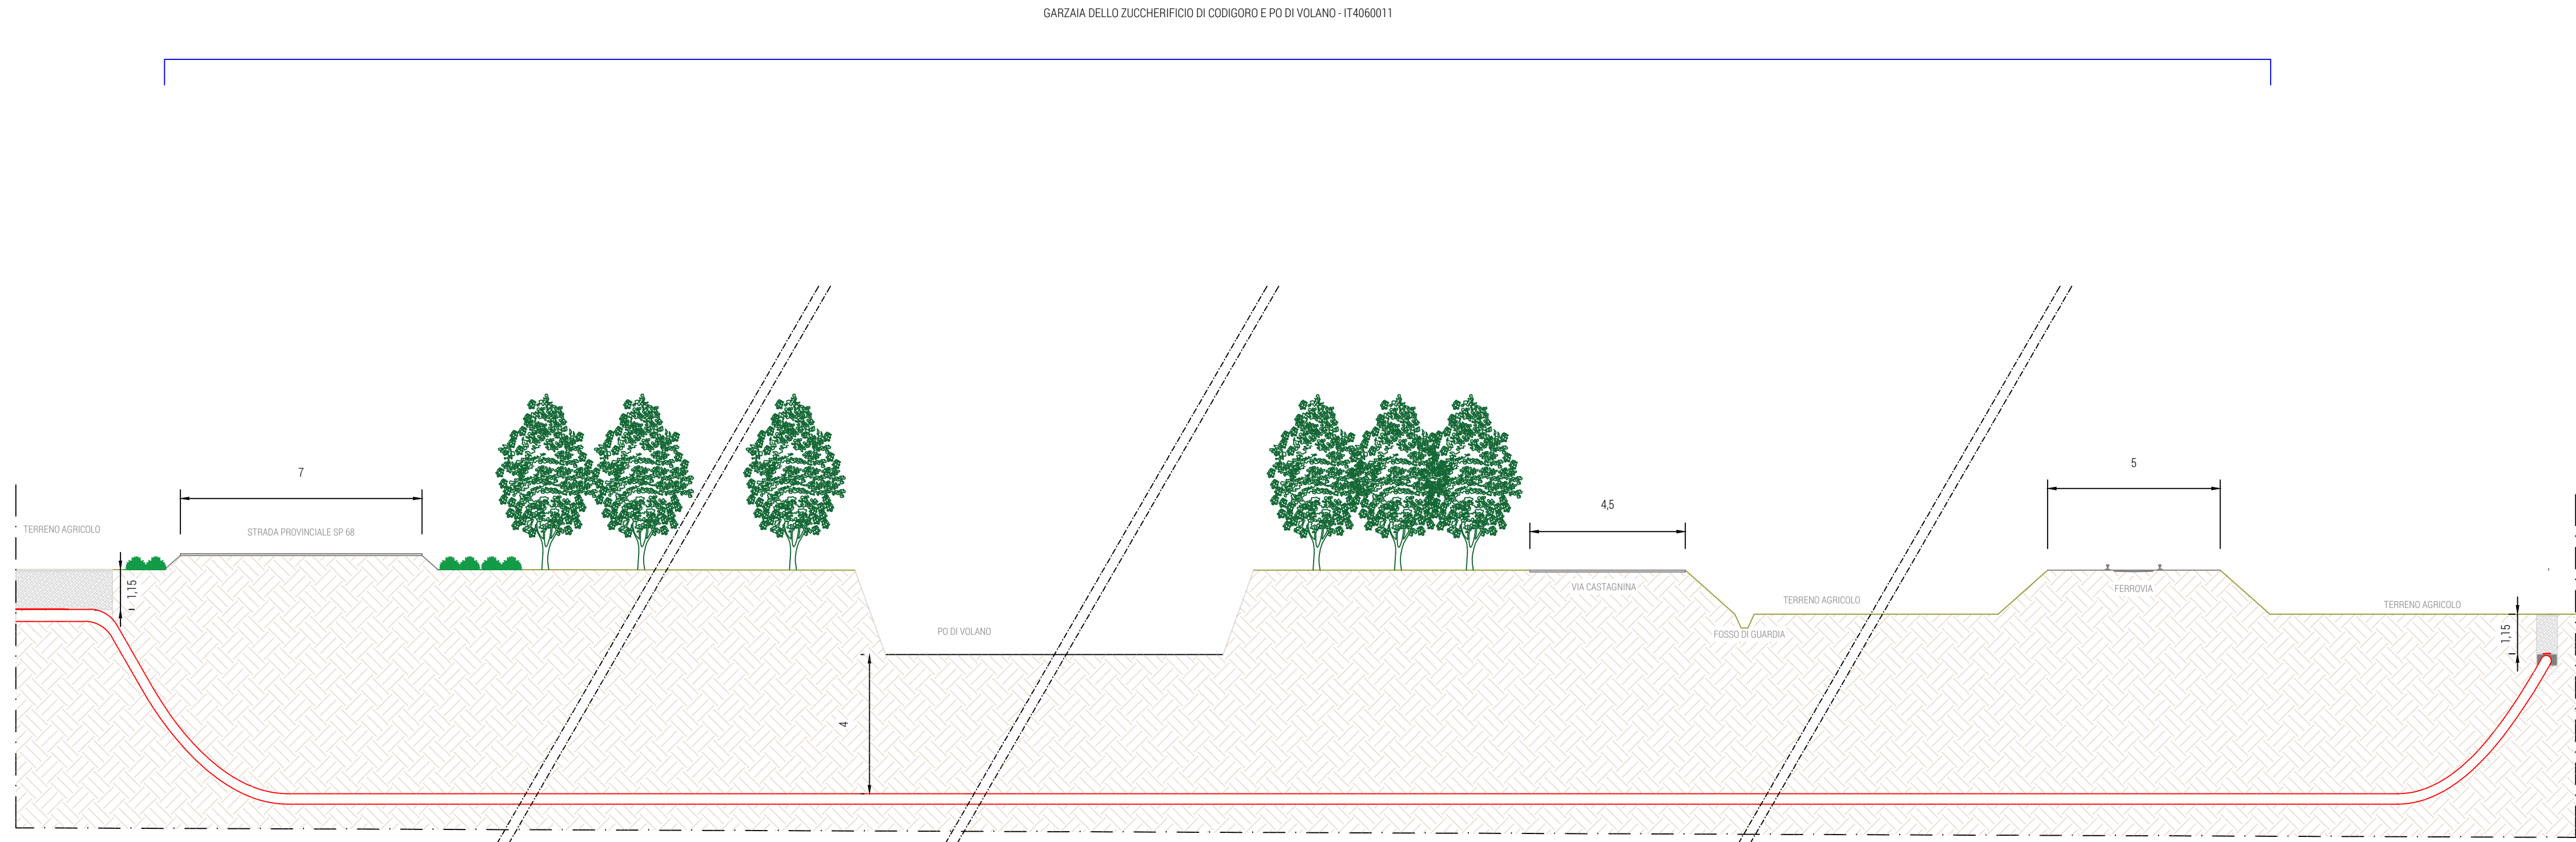 GARZAIA DELLO ZUCCHERIFICIO DI CODIGORO E PO DI VOLANO - IT4060011
7
5
4,5
TERRENO AGRICOLO
STRADA PROVINCIALE SP 68
1,15
VIA CASTAGNINA
FERROVIA
TERRENO AGRICOLO
TERRENO AGRICOLO
PO DI VOLANO
FOSSO DI GUARDIA
1,15
4